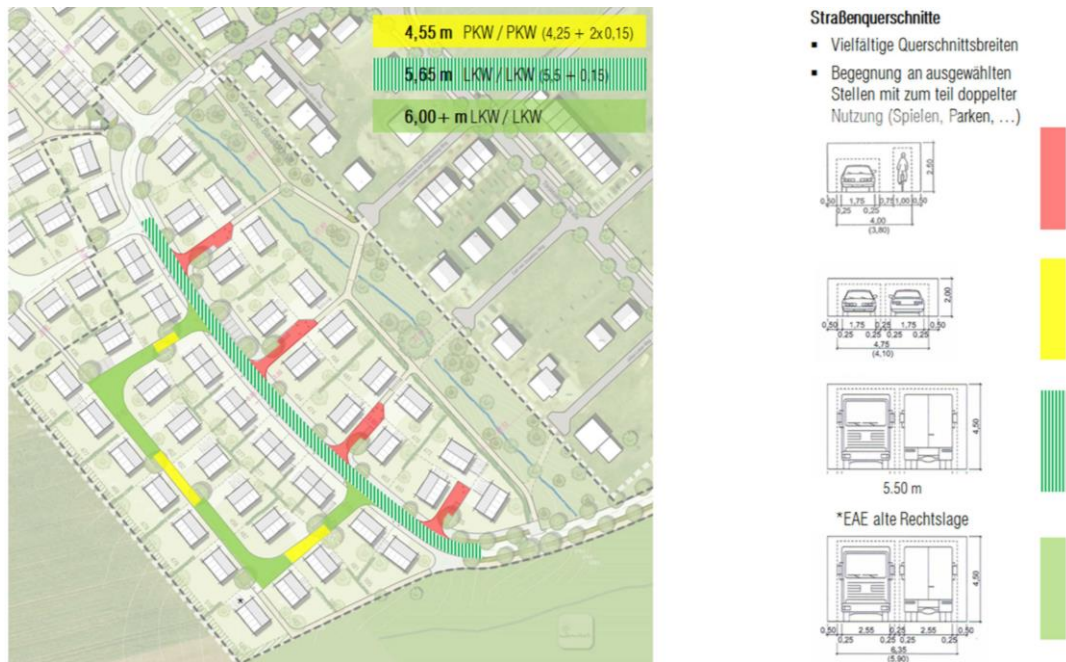 4,55 m PKW / PKW (4,25 + 2x0,15)
5,65 m LKW / LKW (5,5 + 0,15)
6,00 + m LKW / LKW
Straßenquerschnitte
▪ Vielfältige Querschnittsbreiten
▪ Begegnung an ausgewählten
Stellen mit zum teil doppelter
Nutzung (Spielen, Parken, …)
2,50
0,50 1,75 0,75 1,00 0,50
0,25 0,25
4,00
(3,80)
2,00
0,50 1,75 0,25 1,75 0,50
0,25 0,25 0,25
4,75
(4,10)
4,50
5.50 m
*EAE alte Rechtslage
4,50
0,50 2,55 0,25 2,55 0,50
0,25 0,25 0,25
6,35
(5,90)
*